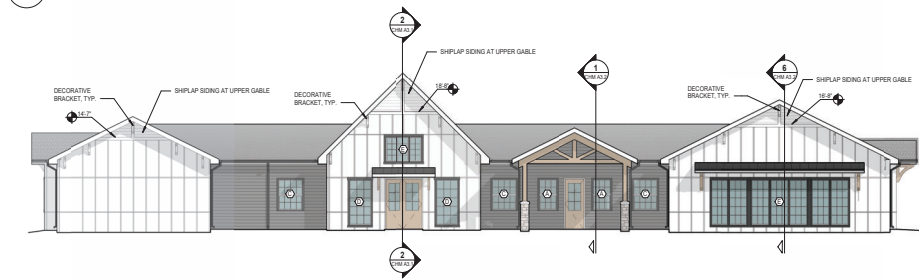 2
CHM A3.1
SHIPLAP SIDING AT UPPER GABLE
1
CHM A3.2
6
CHM A3.2
SHIPLAP SIDING AT UPPER GABLE
DECORATIVE
BRACKET, TYP.
SHIPLAP SIDING AT UPPER GABLE
DECORATIVE
BRACKET, TYP.
18'-8"
DECORATIVE
BRACKET, TYP.
16'-8"
14'-7"
E
C
D
D
C
A
A
C
2
CHM A3.1